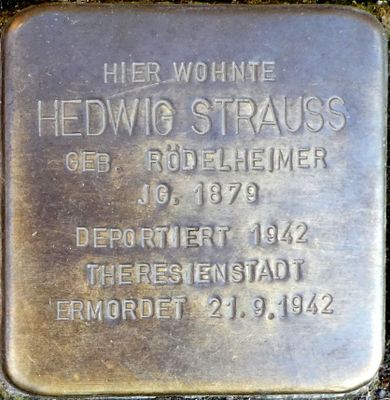 HIER WOHNTE
HEDWIG STRAUSS
GEB. RÖDELHEIMER
JG. 1879
DEPORTIERT 1942
THERESIENSTADT
ERMORDET 21.9.1942